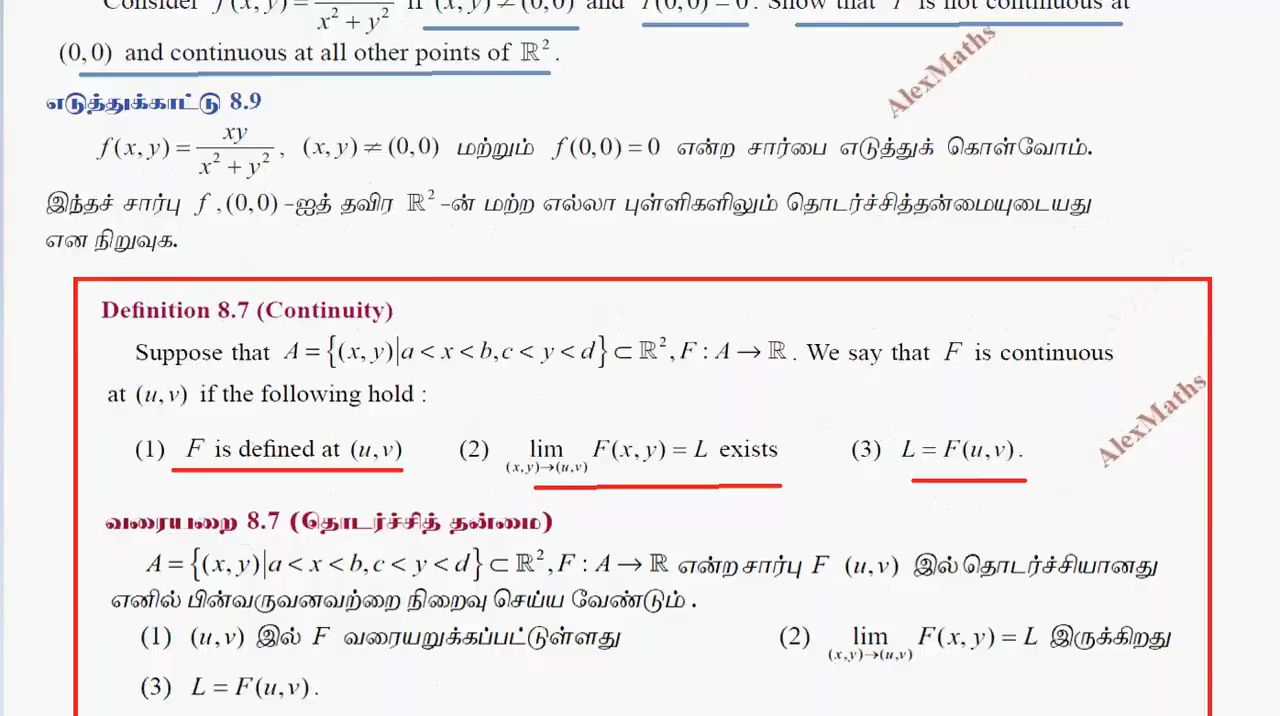 Consider f(x, y) = / x² + y² if (x, y) ≠ (0,0) and f(0,0) = 0. Show that f is not continuous at
(0,0) and continuous at all other points of ℝ².
எடுத்துக்காட்டு 8.9
f(x, y) = xy / x² + y², (x, y) ≠ (0,0) மற்றும் f(0,0) = 0 என்ற சார்பை எடுத்துக் கொள்வோம்.
இந்தச் சார்பு f ,(0,0) -ஐத் தவிர ℝ² -ன் மற்ற எல்லா புள்ளிகளிலும் தொடர்ச்சித்தன்மையுடையது
என நிறுவுக.
AlexMaths
Definition 8.7 (Continuity)
Suppose that A = {(x, y)|a < x < b, c < y < d} ⊂ ℝ², F : A → ℝ. We say that F is continuous
at (u, v) if the following hold :
(1) F is defined at (u, v) (2) lim (x,y)→(u,v) F(x, y) = L exists (3) L = F(u, v).
AlexMaths
வரையறை 8.7 (தொடர்ச்சித் தன்மை)
A = {(x, y)|a < x < b, c < y < d} ⊂ ℝ², F : A → ℝ என்ற சார்பு F (u, v) இல் தொடர்ச்சியானது
எனில் பின்வருவனவற்றை நிறைவு செய்ய வேண்டும் .
(1) (u, v) இல் F வரையறுக்கப்பட்டுள்ளது (2) lim (x,y)→(u,v) F(x, y) = L இருக்கிறது
(3) L = F(u, v).